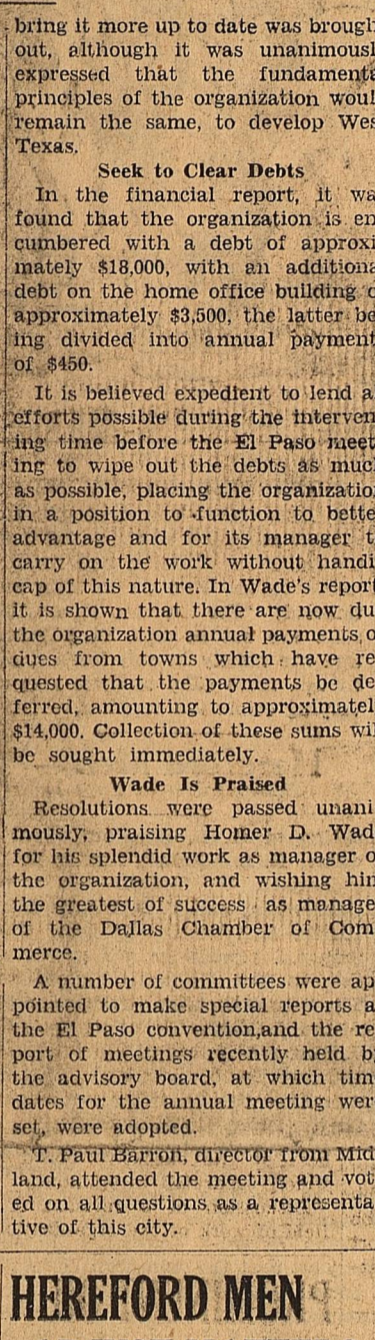 bring it more up to date was brough
out, although it was unanimousl
expressed that the fundamenta
principles of the organization woul
remain the same, to develop Wes
Texas.
Seek to Clear Debts
In the financial report, it wa
found that the organization is en
cumbered with a debt of approxi
mately $18,000, with an additiona
debt on the home office building o
approximately $3,500, the latter be
ing divided into annual payment
of $450.
It is believed expedient to lend a
efforts possible during the interven
ing time before the El Paso meet
ing to wipe out the debts as muc
as possible, placing the organizatio
in a position to function to bette
advantage and for its manager t
carry on the work without handi
cap of this nature. In Wade's report
it is shown that there are now du
the organization annual payments o
dues from towns which have re
quested that the payments be de
ferred, amounting to approximatel
$14,000. Collection of these sums wil
be sought immediately.
Wade Is Praised
Resolutions were passed unani
mously, praising Homer D. Wad
for his splendid work as manager o
the organization, and wishing him
the greatest of success as manage
of the Dallas Chamber of Com
merce.
A number of committees were ap
pointed to make special reports a
the El Paso convention,and the re
port of meetings recently held b
the advisory board, at which tim
dates for the annual meeting wer
set, were adopted.
T. Paul Barron, director from Mid
land, attended the meeting and vot
ed on all questions as a representa
tive of this city.
HEREFORD MEN